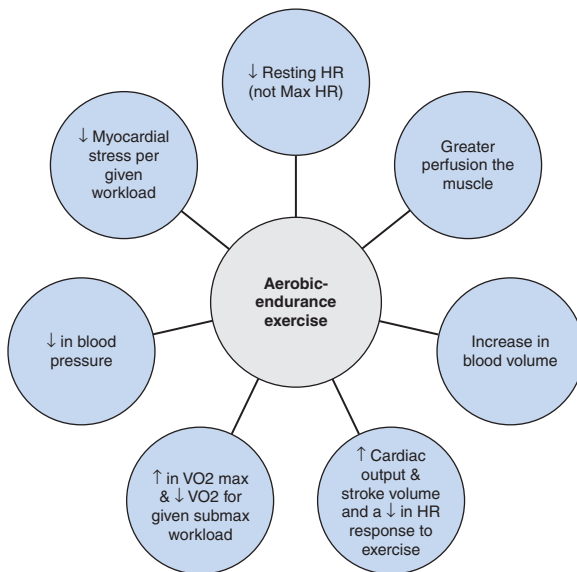 ↓ Resting HR
(not Max HR)
Greater
perfusion the
muscle
Increase in
blood volume
↑ Cardiac
output &
stroke volume
and a ↓ in HR
response to
exercise
↑ in VO2 max
& ↓ VO2 for
given submax
workload
↓ in blood
pressure
↓ Myocardial
stress per
given
workload
Aerobic-
endurance
exercise